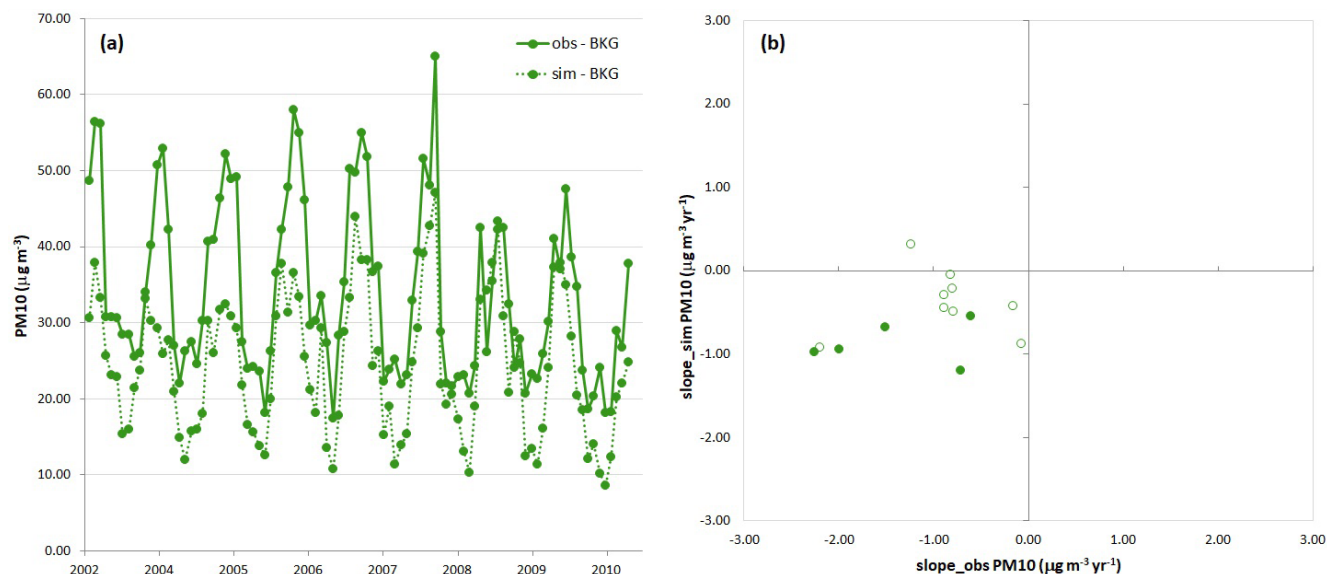 (a)
obs - BKG
sim - BKG
PM10 (µg m⁻³)
70.00
60.00
50.00
40.00
30.00
20.00
10.00
0.00
2002 2004 2005 2005 2006 2007 2008 2009 2010
(b)
slope_sim PM10 (µg m⁻³ yr⁻¹)
3.00
2.00
1.00
0.00
-1.00
-2.00
-3.00
-3.00 -2.00 -1.00 0.00 1.00 2.00 3.00
slope_obs PM10 (µg m⁻³ yr⁻¹)